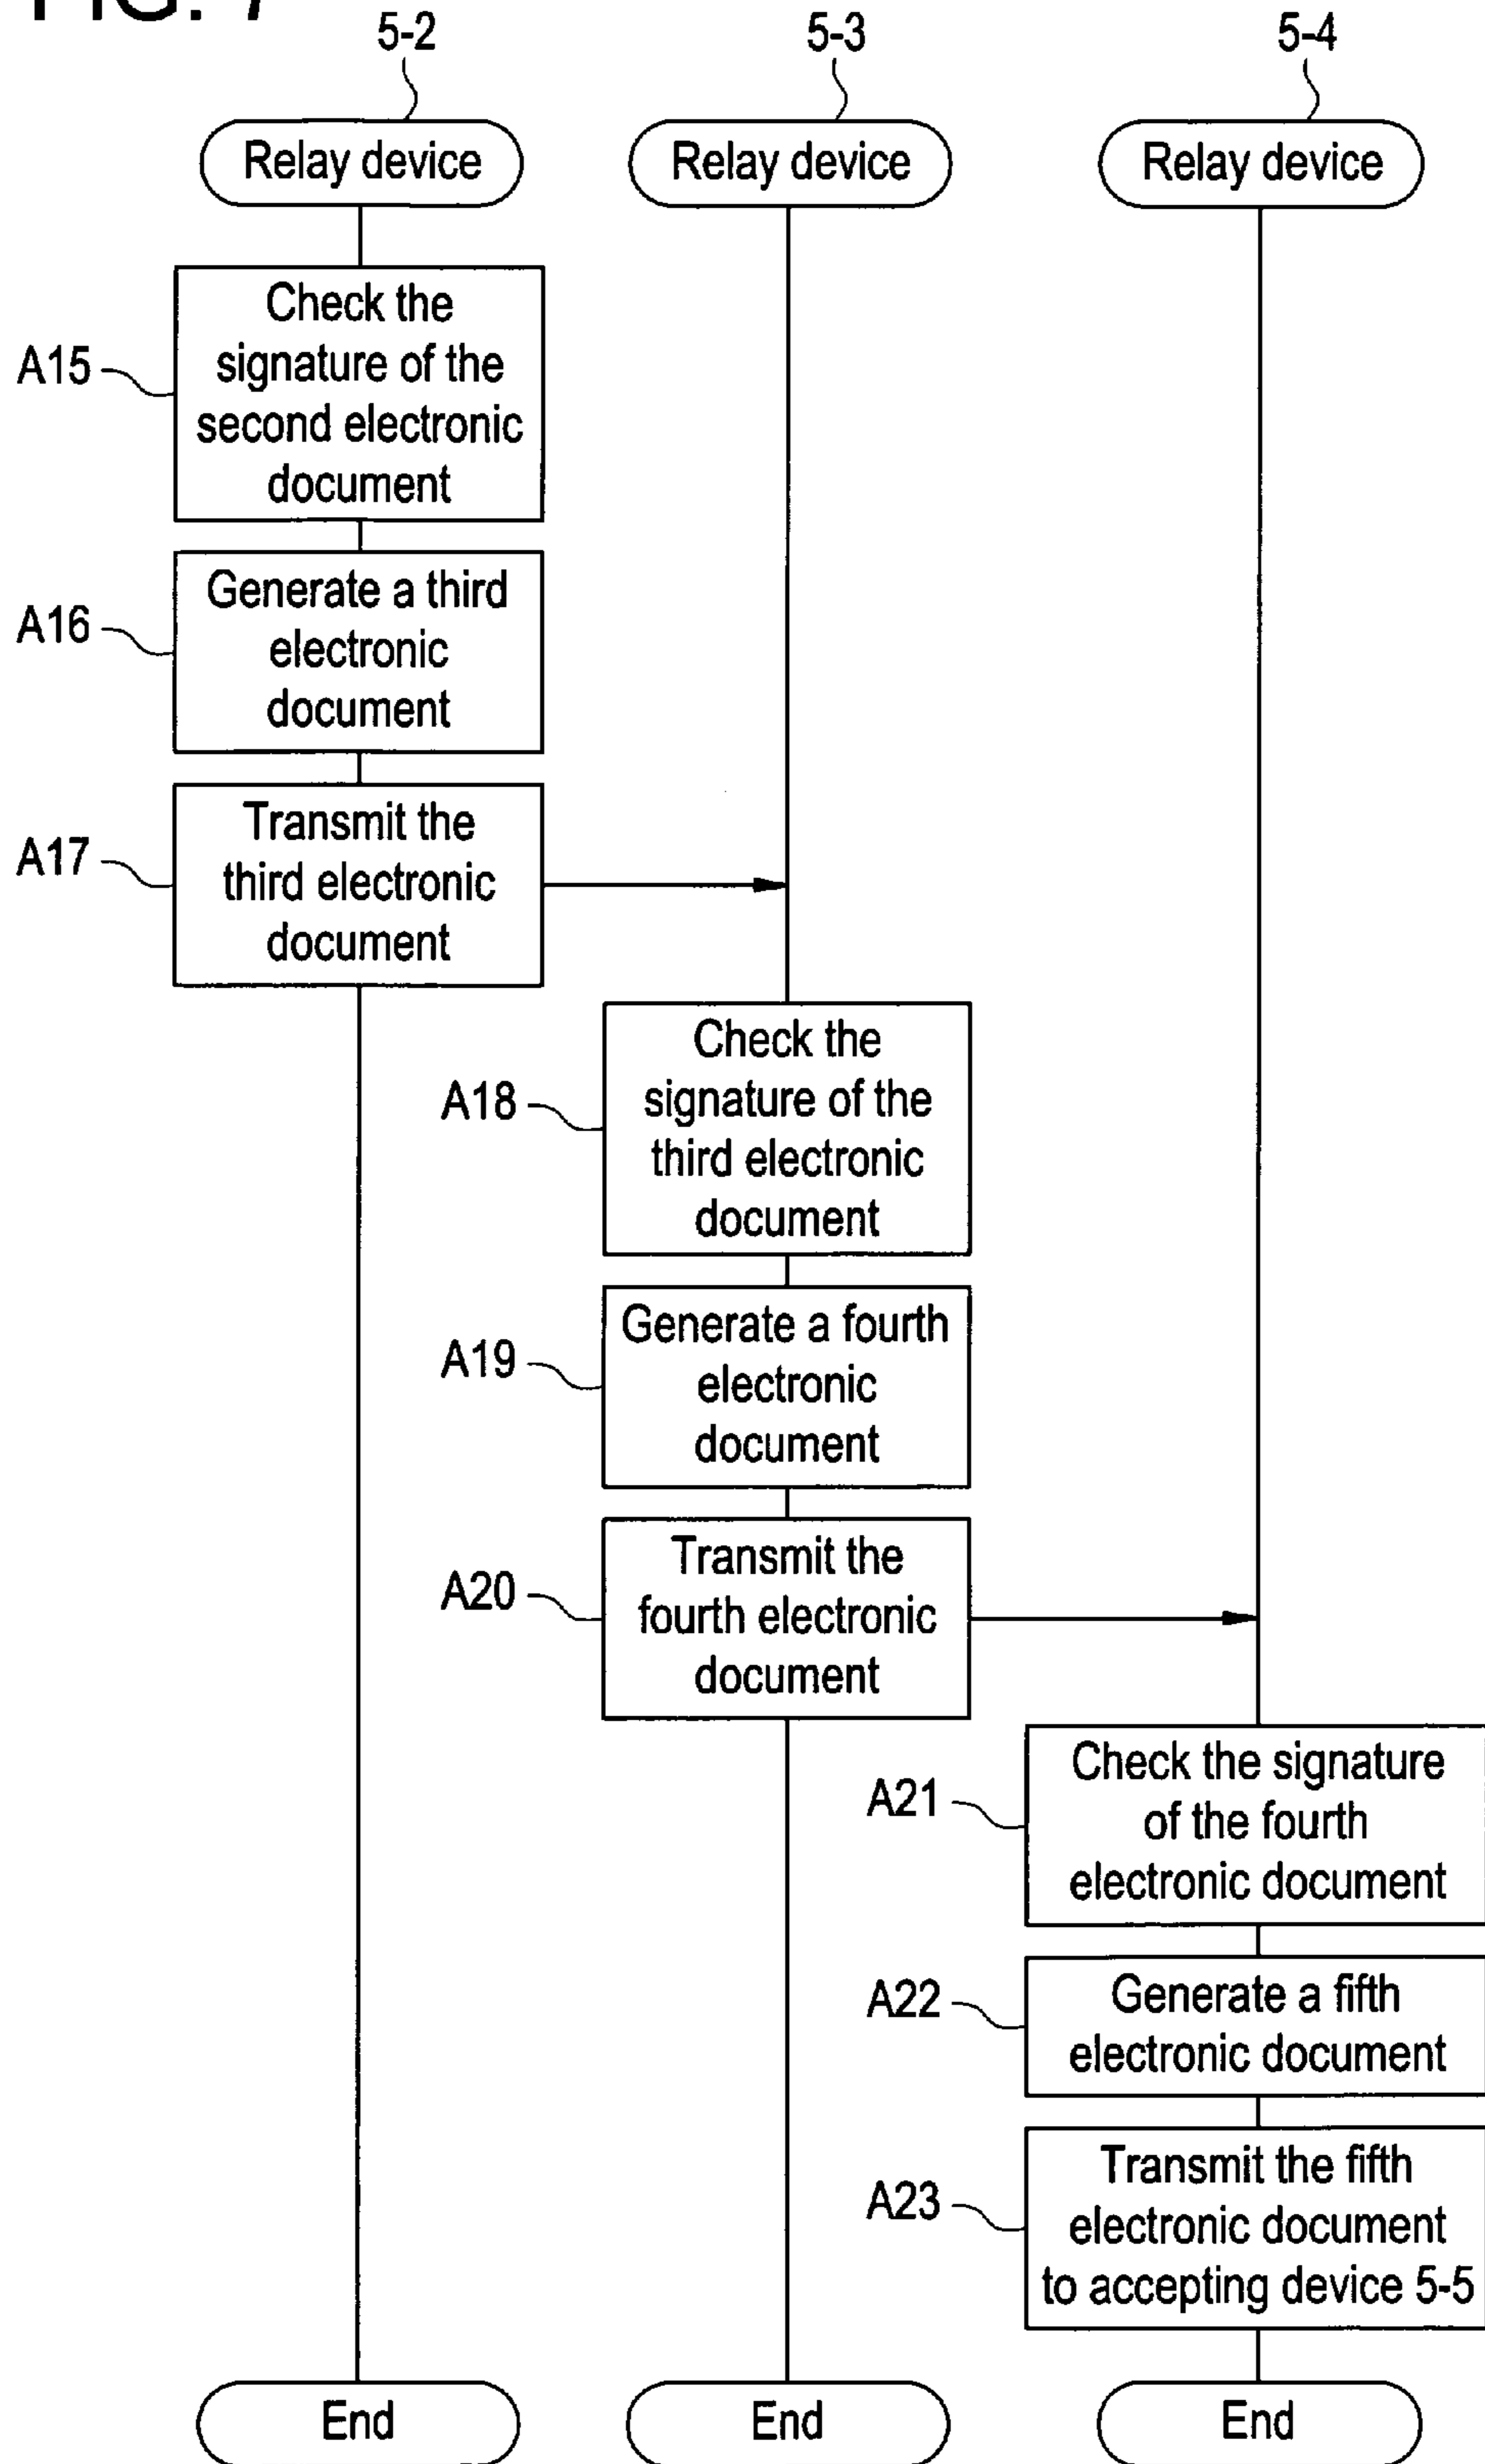 FIG. 7
5-2
5-3
5-4
Relay device
Relay device
Relay device
A15
Check the
signature of the
second electronic
document
A16
Generate a third
electronic
document
A17
Transmit the
third electronic
document
A18
Check the
signature of the
third electronic
document
A19
Generate a fourth
electronic
document
A20
Transmit the
fourth electronic
document
A21
Check the signature
of the fourth
electronic document
A22
Generate a fifth
electronic document
A23
Transmit the fifth
electronic document
to accepting device 5-5
End
End
End